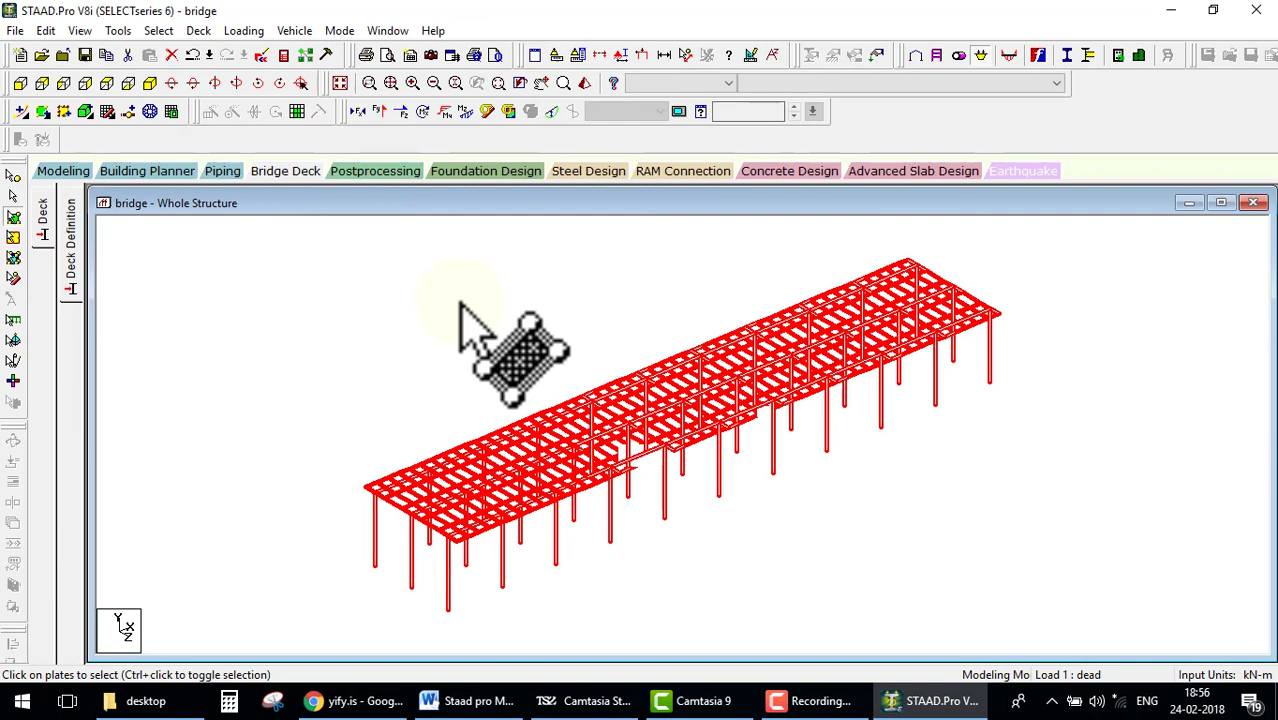 STAAD.Pro V8i (SELECTseries 6) - bridge
File Edit View Tools Select Deck Loading Vehicle Mode Window Help
Modeling Building Planner Piping Bridge Deck Postprocessing Foundation Design Steel Design RAM Connection Concrete Design Advanced Slab Design Earthquake
Deck
Deck Definition
bridge - Whole Structure
Y
X
Z
Click on plates to select (Ctrl+click to toggle selection)
Modeling Mo Load 1 : dead Input Units: kN-m
desktop yify.is - Goog... Staad pro M... Camtasia St... Camtasia 9 Recording... STAAD.Pro V... ENG 18:56
24-02-2018 19